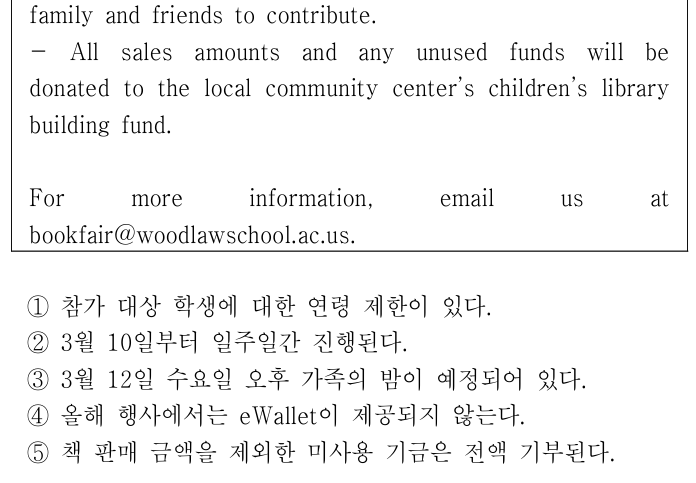 family and friends to contribute.
- All sales amounts and any unused funds will be
donated to the local community center's children's library
building fund.
For more information, email us at
bookfair@woodlawschool.ac.us.
① 참가 대상 학생에 대한 연령 제한이 있다.
② 3월 10일부터 일주일간 진행된다.
③ 3월 12일 수요일 오후 가족의 밤이 예정되어 있다.
④ 올해 행사에서는 eWallet이 제공되지 않는다.
⑤ 책 판매 금액을 제외한 미사용 기금은 전액 기부된다.